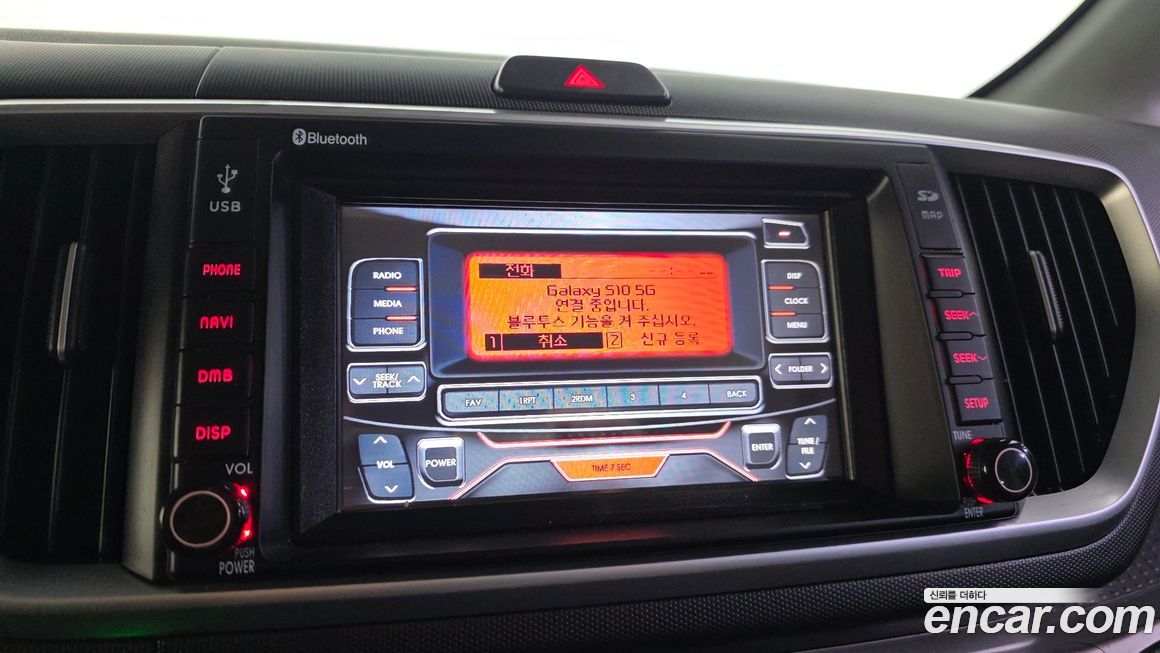 Bluetooth
USB
PHONE
NAVI
DMB
DISP
VOL
PUSH
POWER
RADIO
MEDIA
PHONE
SEEK/
TRACK
VOL
POWER
전화
--:--
Galaxy S10 5G
연결 중입니다.
블루투스 기능을 켜 주십시오.
1 취소 2 신규 등록
FAV 1RPT 2RDM 3 4 BACK
TIME 7 SEC
DISP
CLOCK
MENU
FOLDER
ENTER
TUNE/
FILE
SD
MAP
TRIP
SEEK
SEEK
SETUP
TUNE
PUSH
ENTER
신뢰를 더하다
encar.com